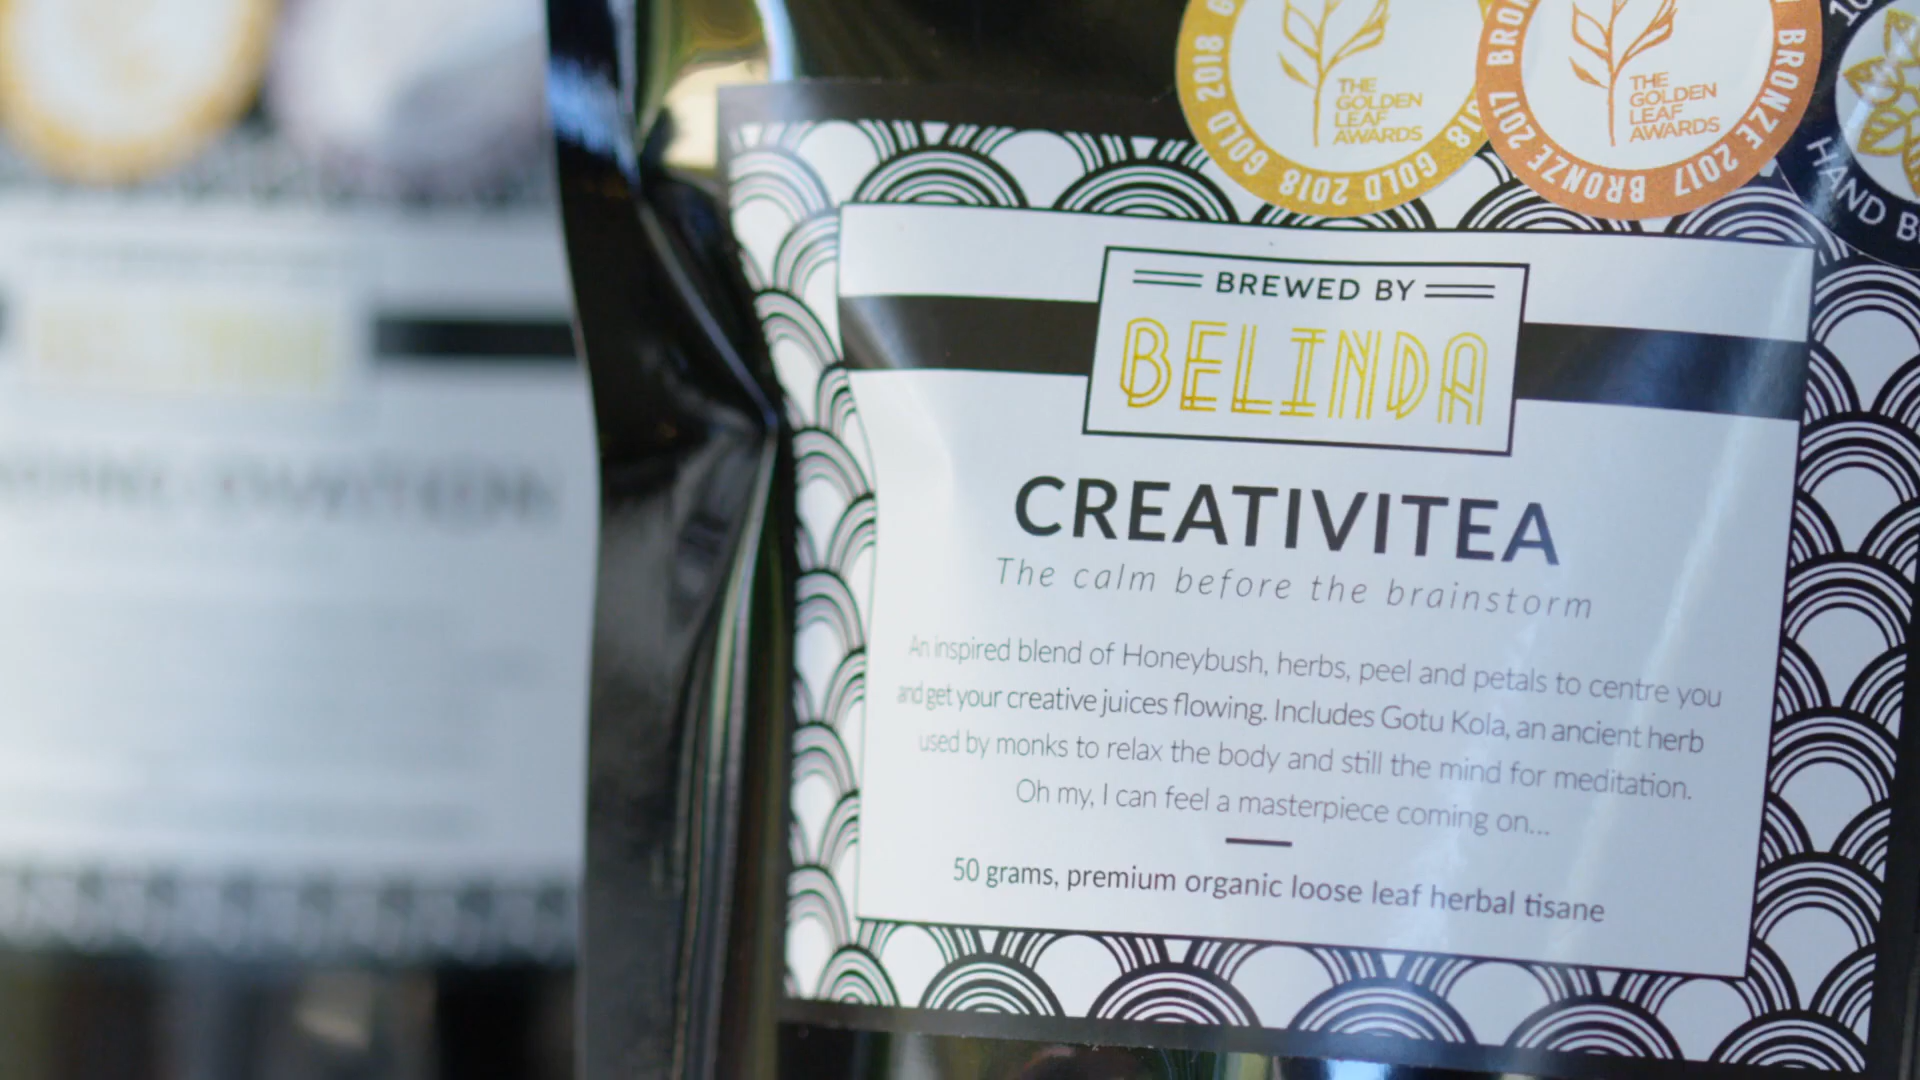 GOLD 2018 GOLD 2018
THE
GOLDEN
LEAF
AWARDS
BRONZE 2017 BRONZE 2017 BRONZE
THE
GOLDEN
LEAF
AWARDS
HAND
BREWED BY
BELINDA
CREATIVITEA
The calm before the brainstorm
An inspired blend of Honeybush, herbs, peel and petals to centre you
and get your creative juices flowing. Includes Gotu Kola, an ancient herb
used by monks to relax the body and still the mind for meditation.
Oh my, I can feel a masterpiece coming on...
50 grams, premium organic loose leaf herbal tisane
BELINDA
OVATION